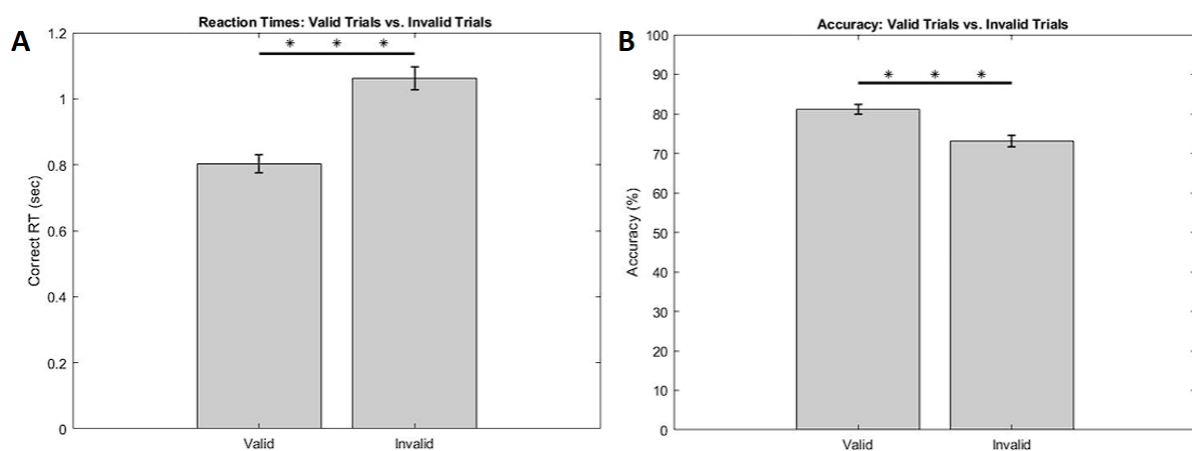 A
Reaction Times: Valid Trials vs. Invalid Trials
* * *
Correct RT (sec)
1.2
1
0.8
0.6
0.4
0.2
0
Valid Invalid
B
Accuracy: Valid Trials vs. Invalid Trials
* * *
Accuracy (%)
100
90
80
70
60
50
40
30
20
10
0
Valid Invalid